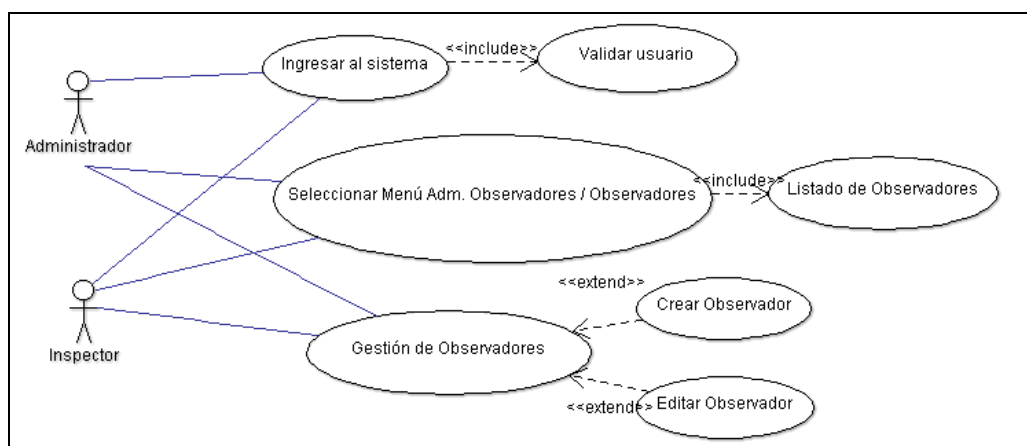 <<include>>
Validar usuario
Ingresar al sistema
Administrador
<<include>>
Seleccionar Menú Adm. Observadores / Observadores
Listado de Observadores
<<extend>>
Crear Observador
Gestión de Observadores
Inspector
<<extend>>
Editar Observador